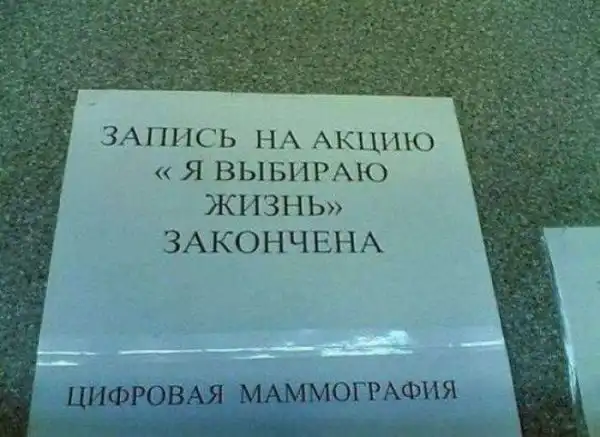 ЗАПИСЬ НА АКЦИЮ
« Я ВЫБИРАЮ
ЖИЗНЬ»
ЗАКОНЧЕНА
ЦИФРОВАЯ МАММОГРАФИЯ